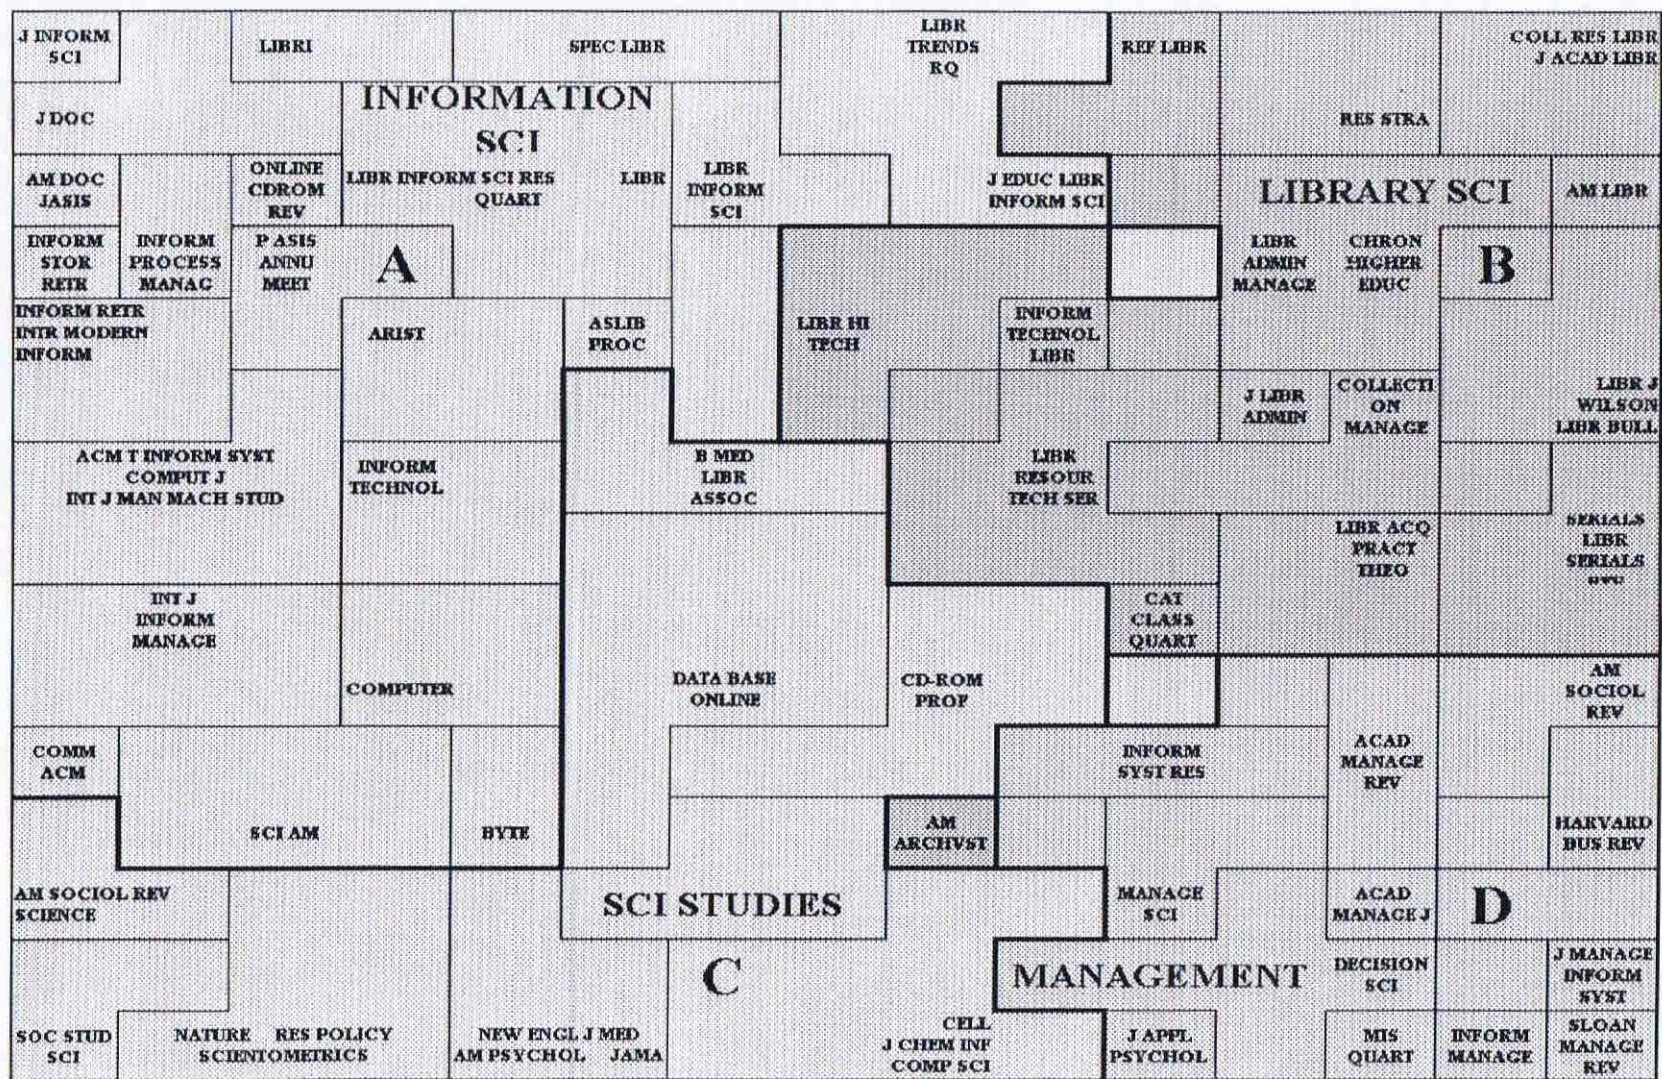 J INFORM
SCI
LIBRI
SPEC LIBR
LIBR
TRENDS
RQ
REF LIBR
COLL RES LIBR
J ACAD LIBR
J DOC
INFORMATION
SCI
RES STRA
AM DOC
JASIS
ONLINE
CDROM
REV
LIBR INFORM SCI RES
QUART
LIBR
LIBR
INFORM
SCI
J EDUC LIBR
INFORM SCI
LIBRARY SCI
AM LIBR
INFORM
STOR
RETR
INFORM
PROCESS
MANAG
P ASIS
ANNU
MEET
A
LIBR
ADMIN
MANAGE
CHRON
HIGHER
EDUC
B
INFORM RETR
INTR MODERN
INFORM
ARIST
ASLIB
PROC
LIBR HI
TECH
INFORM
TECHNOL
LIBR
J LIBR
ADMIN
COLLECTI
ON
MANAGE
LIBR J
WILSON
LIBR BULL
ACM T INFORM SYST
COMPUT J
INT J MAN MACH STUD
INFORM
TECHNOL
B MED
LIBR
ASSOC
LIBR
RESOUR
TECH SER
LIBR ACQ
PRACT
THEO
SERIALS
LIBR
SERIALS
INT J
INFORM
MANAGE
CAT
CLASS
QUART
COMPUTER
DATA BASE
ONLINE
CD-ROM
PROF
AM
SOCIOL
REV
COMM
ACM
INFORM
SYST RES
ACAD
MANAGE
REV
SCI AM
BYTE
AM
ARCHVST
HARVARD
BUS REV
AM SOCIOL REV
SCIENCE
SCI STUDIES
MANAGE
SCI
ACAD
MANAGE J
D
C
MANAGEMENT
DECISION
SCI
J MANAGE
INFORM
SYST
SOC STUD
SCI
NATURE RES POLICY
SCIENTOMETRICS
NEW ENGL J MED
AM PSYCHOL JAMA
CELL
J CHEM INF
COMP SCI
J APPL
PSYCHOL
MIS
QUART
INFORM
MANAGE
SLOAN
MANAGE
REV